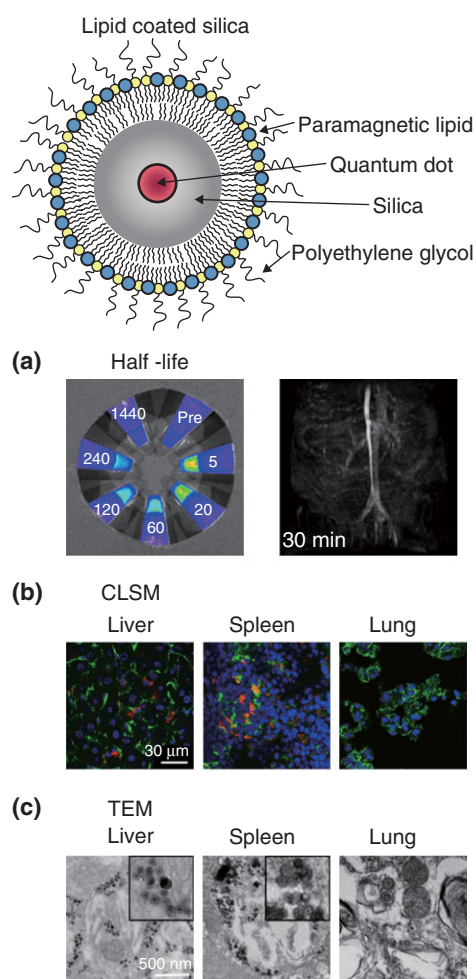 Lipid coated silica
Paramagnetic lipid
Quantum dot
Silica
Polyethylene glycol
(a) Half -life
1440 Pre
240 5
120 20
60
30 min
(b) CLSM
Liver Spleen Lung
30 μm
(c) TEM
Liver Spleen Lung
500 nm